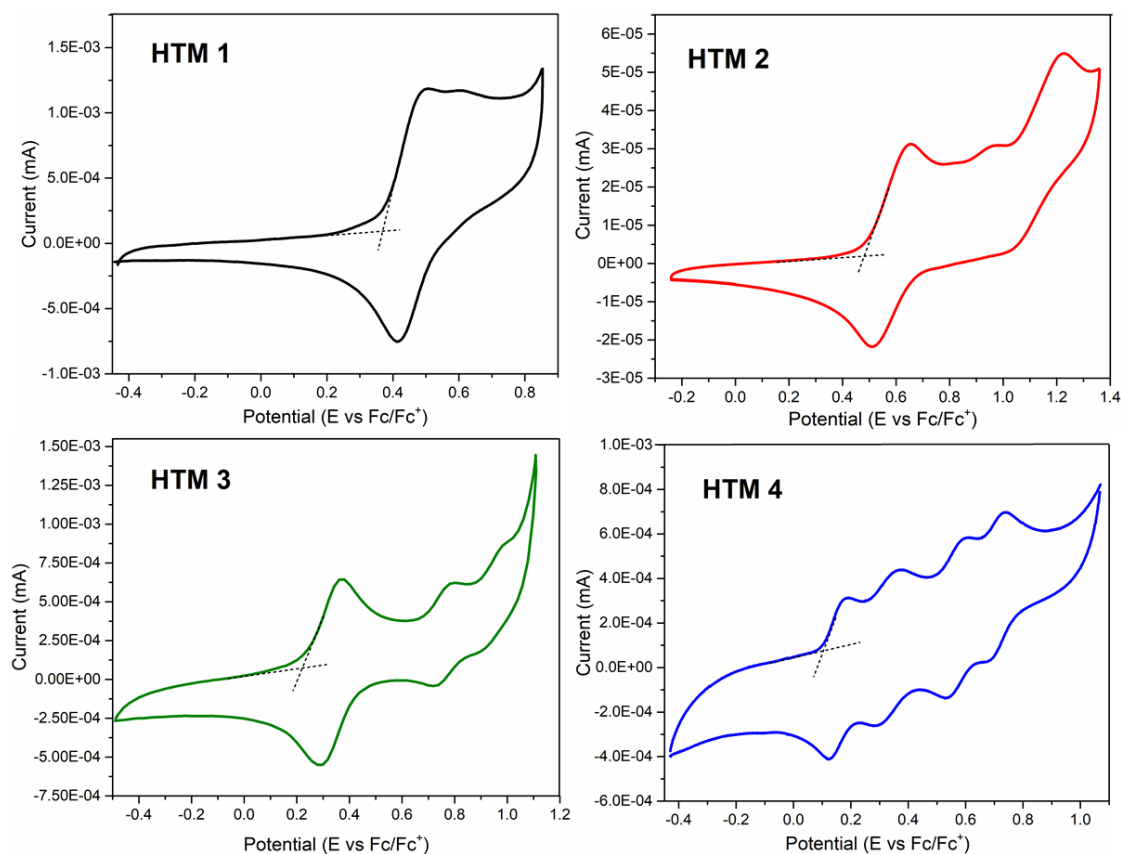 HTM 1
1.5E-03
1.0E-03
5.0E-04
0.0E+00
-5.0E-04
-1.0E-03
Current (mA)
-0.4 -0.2 0.0 0.2 0.4 0.6 0.8
Potential (E vs Fc/Fc+)
HTM 2
6E-05
5E-05
4E-05
3E-05
2E-05
1E-05
0E+00
-1E-05
-2E-05
-3E-05
Current (mA)
-0.2 0.0 0.2 0.4 0.6 0.8 1.0 1.2 1.4
Potential (E vs Fc/Fc+)
HTM 3
1.50E-03
1.25E-03
1.00E-03
7.50E-04
5.00E-04
2.50E-04
0.00E+00
-2.50E-04
-5.00E-04
-7.50E-04
Current (mA)
-0.4 -0.2 0.0 0.2 0.4 0.6 0.8 1.0 1.2
Potential (E vs Fc/Fc+)
HTM 4
1.0E-03
8.0E-04
6.0E-04
4.0E-04
2.0E-04
0.0E+00
-2.0E-04
-4.0E-04
-6.0E-04
Current (mA)
-0.4 -0.2 0.0 0.2 0.4 0.6 0.8 1.0
Potential (E vs Fc/Fc+)